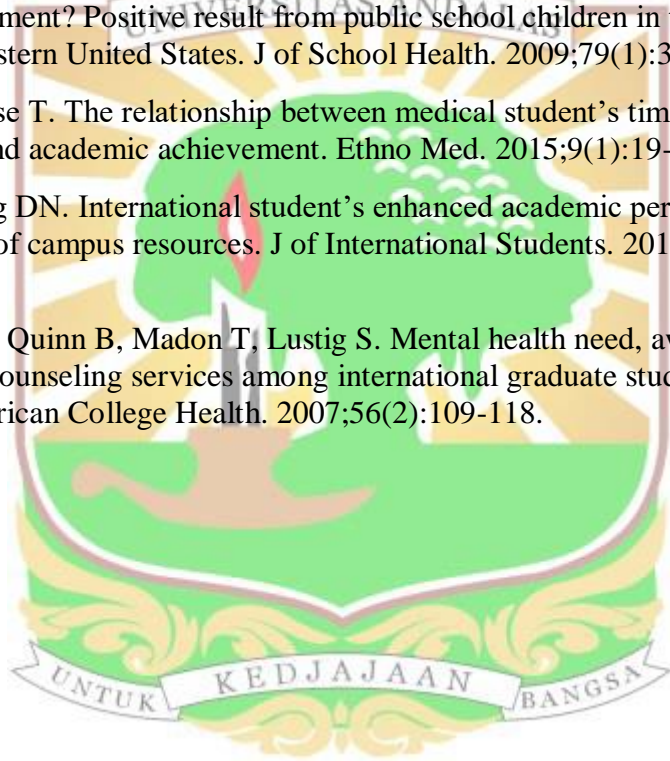 ment? Positive result from public school children in
UNIVERSITAS ANDALAS
stern United States. J of School Health. 2009;79(1):3
se T. The relationship between medical student’s tim
nd academic achievement. Ethno Med. 2015;9(1):19-
g DN. International student’s enhanced academic per
of campus resources. J of International Students. 201
Quinn B, Madon T, Lustig S. Mental health need, aw
ounseling services among international graduate stud
rican College Health. 2007;56(2):109-118.
UNTUK KEDJAJAAN BANGSA